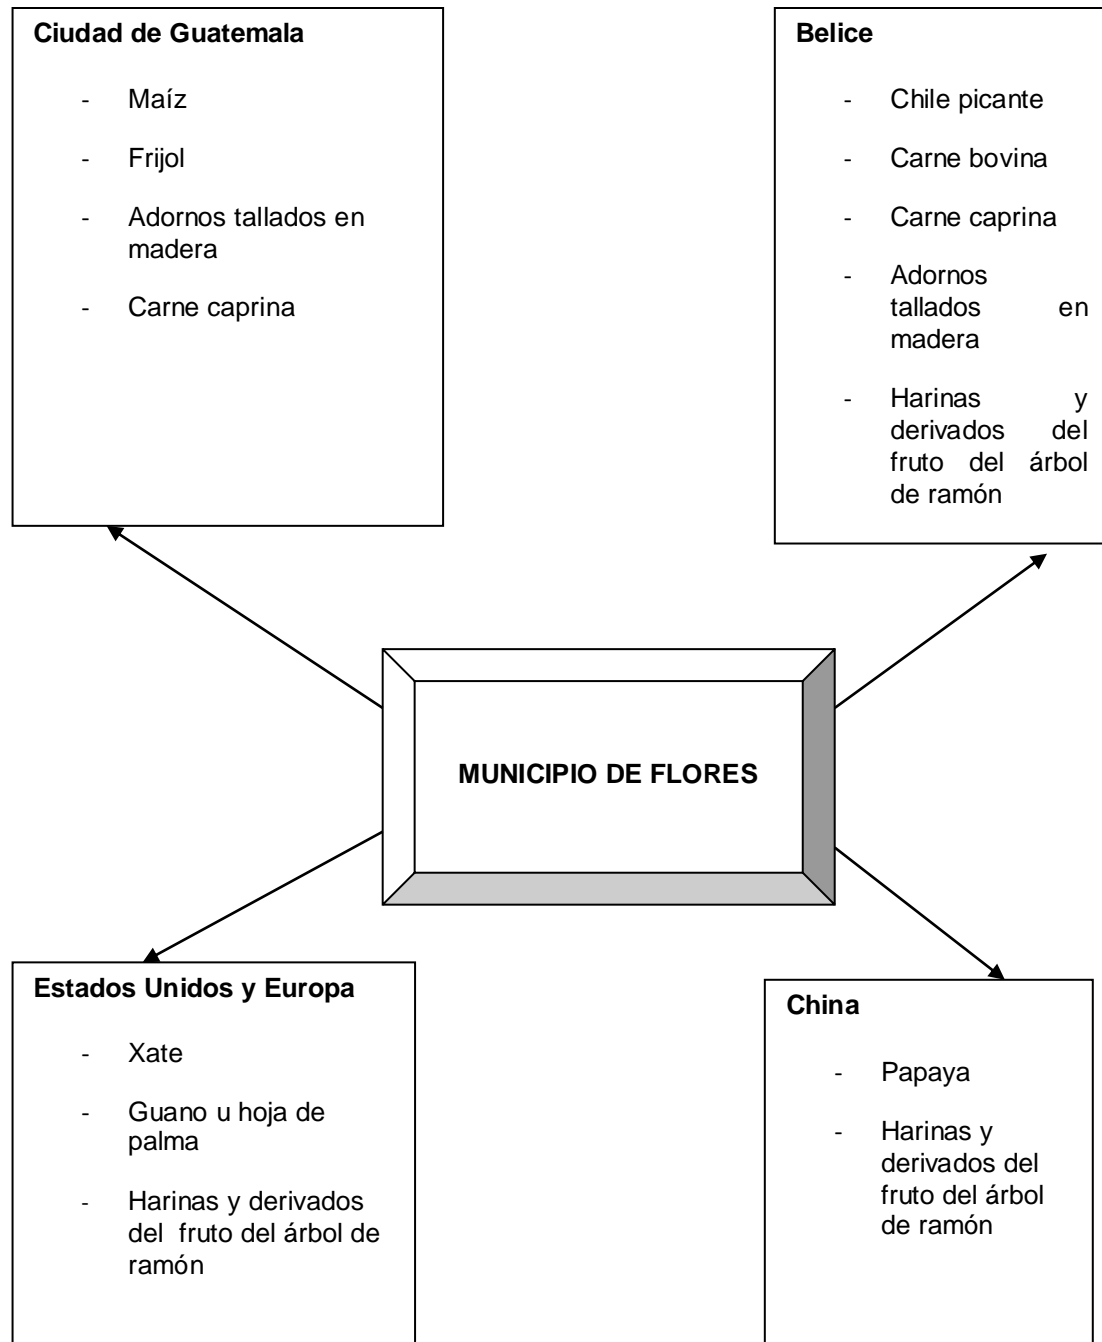 Ciudad de Guatemala
- Maíz
- Frijol
- Adornos tallados en
madera
- Carne caprina
Belice
- Chile picante
- Carne bovina
- Carne caprina
- Adornos
tallados en
madera
- Harinas y
derivados del
fruto del árbol
de ramón
MUNICIPIO DE FLORES
Estados Unidos y Europa
- Xate
- Guano u hoja de
palma
- Harinas y derivados
del fruto del árbol de
ramón
China
- Papaya
- Harinas y
derivados del
fruto del árbol
de ramón